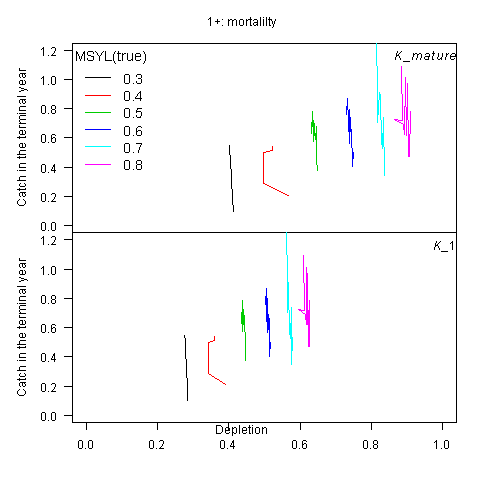 1+: mortalilty
MSYL(true)
K_mature
0.3
0.4
0.5
0.6
0.7
0.8
Catch in the terminal year
1.2
1.0
0.8
0.6
0.4
0.2
0.0
K_1
Catch in the terminal year
1.2
1.0
0.8
0.6
0.4
0.2
0.0
Depletion
0.0 0.2 0.4 0.6 0.8 1.0